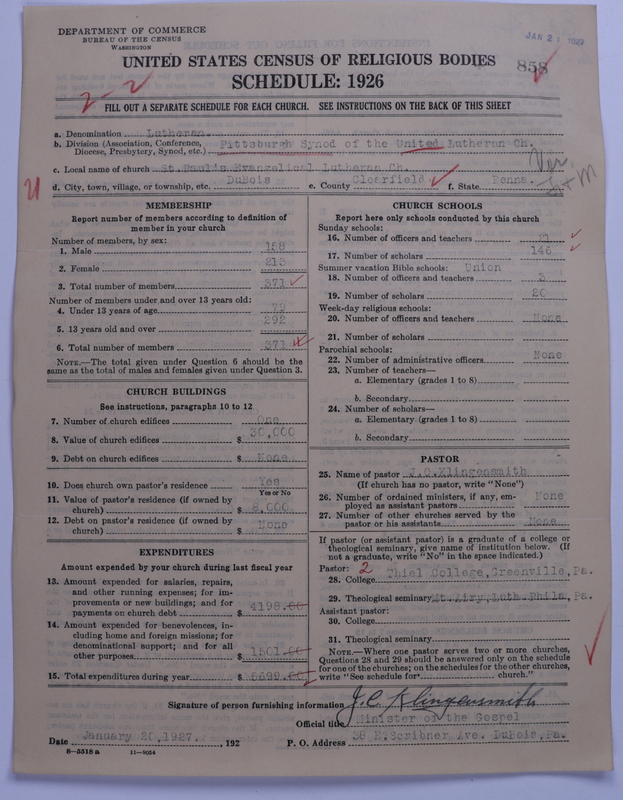 DEPARTMENT OF COMMERCE
BUREAU OF THE CENSUS
WASHINGTON
JAN 2 1927
UNITED STATES CENSUS OF RELIGIOUS BODIES
858
SCHEDULE: 1926
2-2
FILL OUT A SEPARATE SCHEDULE FOR EACH CHURCH. SEE INSTRUCTIONS ON THE BACK OF THIS SHEET
a. Denomination Lutheran
b. Division (Association, Conference, Diocese, Presbytery, Synod, etc.) Pittsburgh Synod of the United Lutheran Ch.
c. Local name of church St. Paul's Evangelical Lutheran Ch.
Ver.
d. City, town, village, or township, etc. DuBois e. County Clearfield f. State Penna.
MEMBERSHIP
Report number of members according to definition of member in your church
Number of members, by sex:
1. Male 158
2. Female 213
3. Total number of members 371
Number of members under and over 13 years old:
4. Under 13 years of age 79
5. 13 years old and over 292
6. Total number of members 371
NOTE.—The total given under Question 6 should be the same as the total of males and females given under Question 3.
CHURCH BUILDINGS
See instructions, paragraphs 10 to 12
7. Number of church edifices One
8. Value of church edifices $ 30,000
9. Debt on church edifices $ None
10. Does church own pastor's residence Yes
Yes or No
11. Value of pastor's residence (if owned by church) $ 8,000
12. Debt on pastor's residence (if owned by church) $ None
EXPENDITURES
Amount expended by your church during last fiscal year
13. Amount expended for salaries, repairs, and other running expenses; for improvements or new buildings; and for payments on church debt $ 4198.00
14. Amount expended for benevolences, including home and foreign missions; for denominational support; and for all other purposes $ 1501.00
15. Total expenditures during year $ 5699.00
CHURCH SCHOOLS
Report here only schools conducted by this church
Sunday schools:
16. Number of officers and teachers 21
17. Number of scholars 146
Summer vacation Bible schools: Union
18. Number of officers and teachers 3
19. Number of scholars 20
Week-day religious schools:
20. Number of officers and teachers None
21. Number of scholars
Parochial schools:
22. Number of administrative officers None
23. Number of teachers—
a. Elementary (grades 1 to 8)
b. Secondary
24. Number of scholars—
a. Elementary (grades 1 to 8)
b. Secondary
PASTOR
25. Name of pastor J.C.Klingensmith
(If church has no pastor, write "None")
26. Number of ordained ministers, if any, employed as assistant pastors None
27. Number of other churches served by the pastor or his assistants None
If pastor (or assistant pastor) is a graduate of a college or theological seminary, give name of institution below. (If not a graduate, write "No" in the space indicated.)
Pastor: 2
28. College Thiel College, Greenville, Pa.
29. Theological seminary Mt Airy, Luth. Phila, Pa.
Assistant pastor:
30. College
31. Theological seminary
NOTE.—Where one pastor serves two or more churches, Questions 28 and 29 should be answered only on the schedule for one of the churches; on the schedules for the other churches, write "See schedule for church."
Signature of person furnishing information J. C. Klingensmith
Official title Minister of the Gospel
Date January 20, 1927. , 192 P. O. Address E. Scribner Ave. DuBois, Pa.
8-5518 a 11-9054